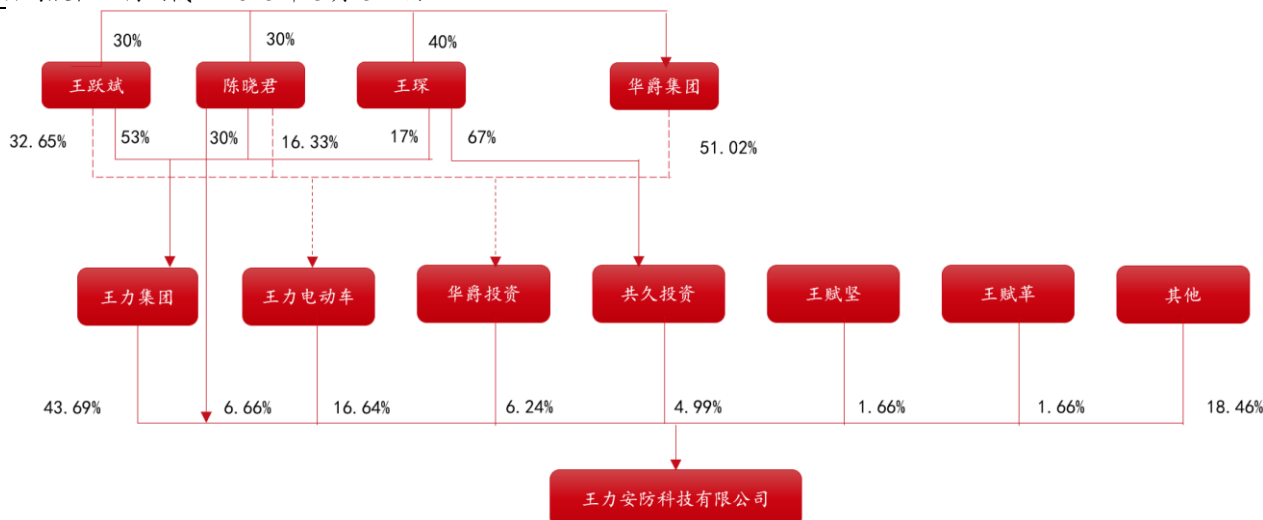 30%
30%
40%
王跃斌
陈晓君
王琛
华爵集团
32.65%
53%
30%
16.33%
17%
67%
51.02%
王力集团
王力电动车
华爵投资
共久投资
王赋坚
王赋革
其他
43.69%
6.66%
16.64%
6.24%
4.99%
1.66%
1.66%
18.46%
王力安防科技有限公司